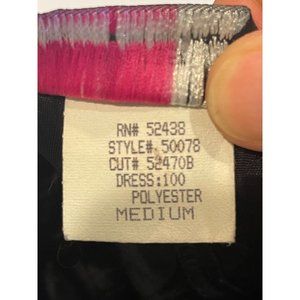 RN# 52438
STYLE#. 50078
CUT# 52470B
DRESS:100
POLYESTER
MEDIUM